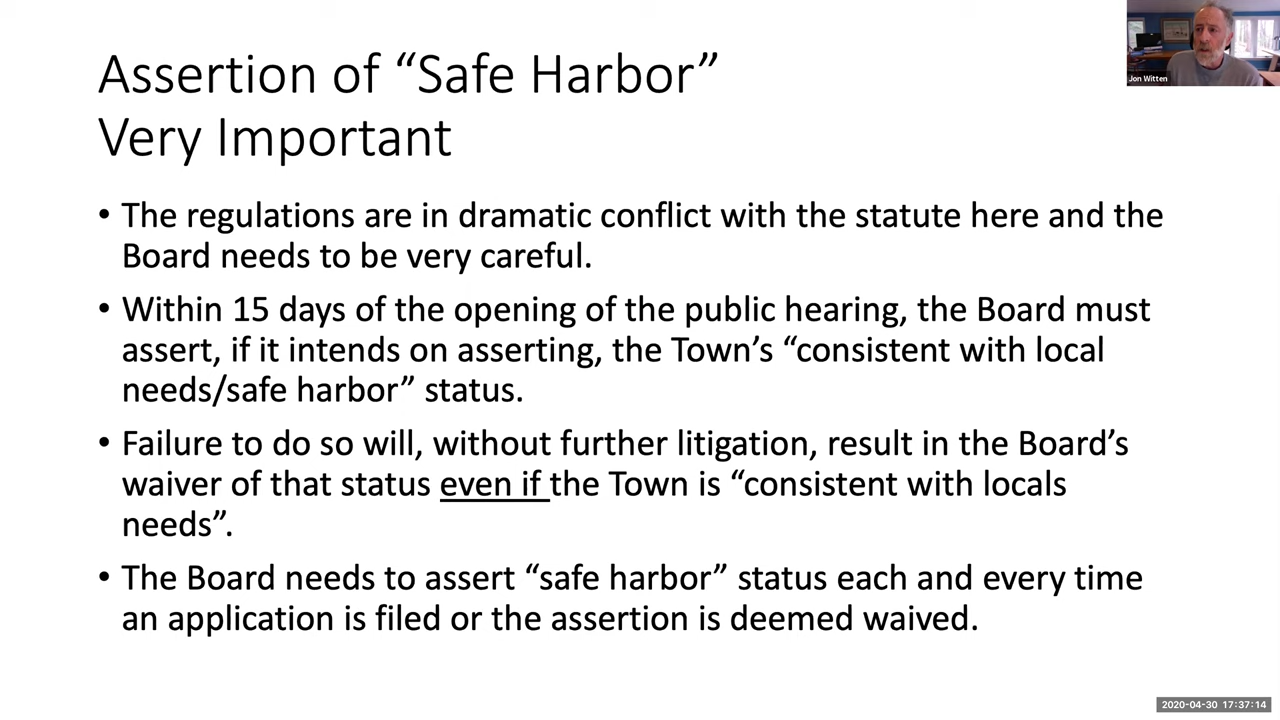 Assertion of “Safe Harbor”
Very Important
• The regulations are in dramatic conflict with the statute here and the
Board needs to be very careful.
• Within 15 days of the opening of the public hearing, the Board must
assert, if it intends on asserting, the Town’s “consistent with local
needs/safe harbor” status.
• Failure to do so will, without further litigation, result in the Board’s
waiver of that status even if the Town is “consistent with locals
needs”.
• The Board needs to assert “safe harbor” status each and every time
an application is filed or the assertion is deemed waived.
Jon Witten
2020-04-30 17:37:14